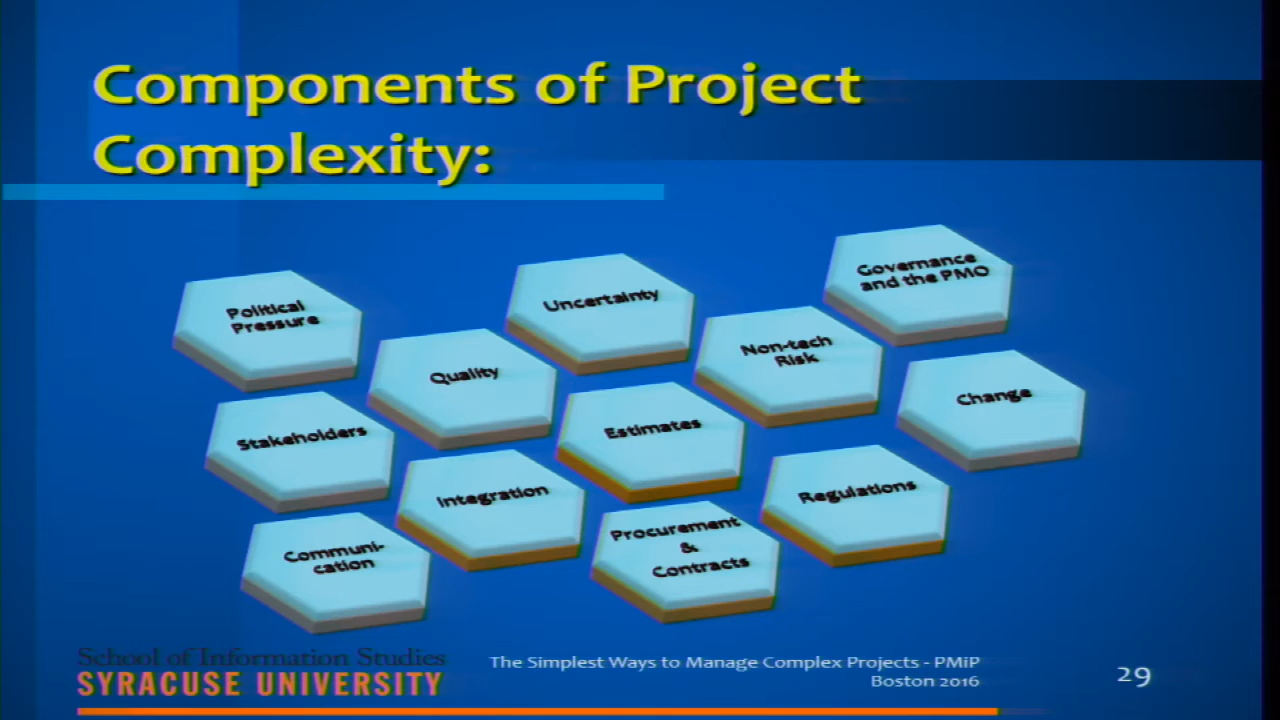 Components of Project
Complexity:
Political
Pressure
Uncertainty
Governance
and the PMO
Quality
Non-tech
Risk
Change
Stakeholders
Estimates
Integration
Regulations
Communi-
cation
Procurement
&
Contracts
School of Information Studies
SYRACUSE UNIVERSITY
The Simplest Ways to Manage Complex Projects - PMiP
Boston 2016
29